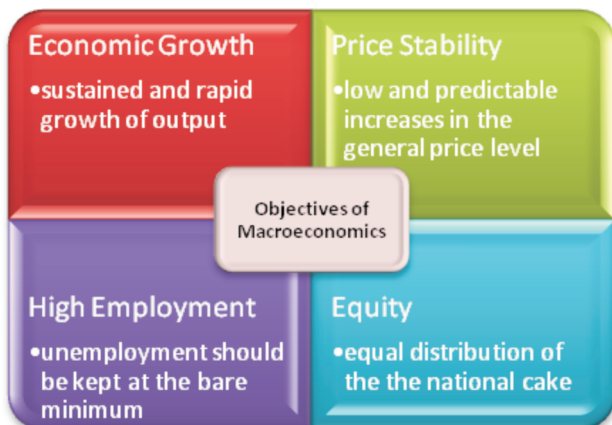 Economic Growth
•sustained and rapid
growth of output
Price Stability
•low and predictable
increases in the
general price level
Objectives of
Macroeconomics
High Employment
•unemployment should
be kept at the bare
minimum
Equity
•equal distribution of
the the national cake